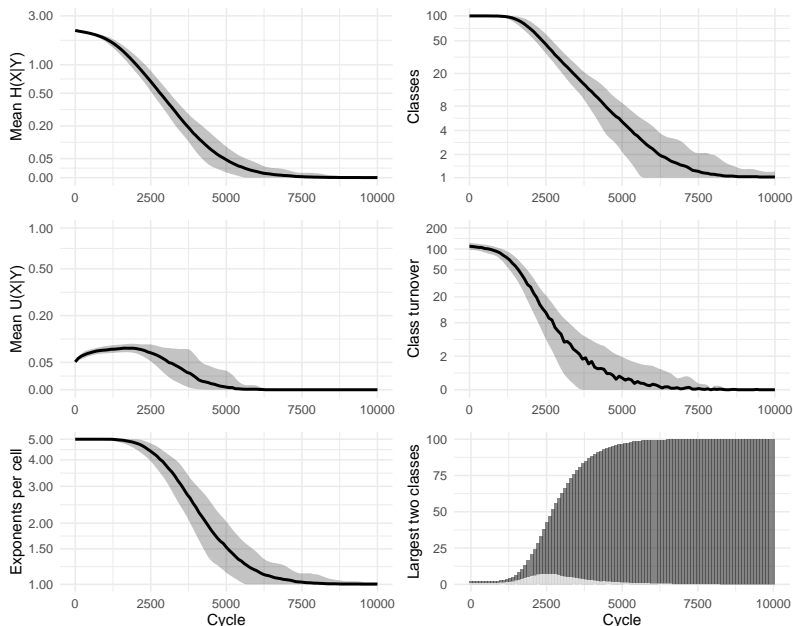 Mean H(X|Y)
3.00
1.00
0.50
0.20
0.05
0.00
0 2500 5000 7500 10000
Classes
100
50
20
8
4
2
1
0 2500 5000 7500 10000
Mean U(X|Y)
1.00
0.50
0.20
0.05
0.00
0 2500 5000 7500 10000
Class turnover
200
100
50
20
8
2
0
0 2500 5000 7500 10000
Exponents per cell
5.00
4.00
3.00
2.00
1.50
1.00
0 2500 5000 7500 10000
Cycle
Largest two classes
100
75
50
25
0
0 2500 5000 7500 10000
Cycle